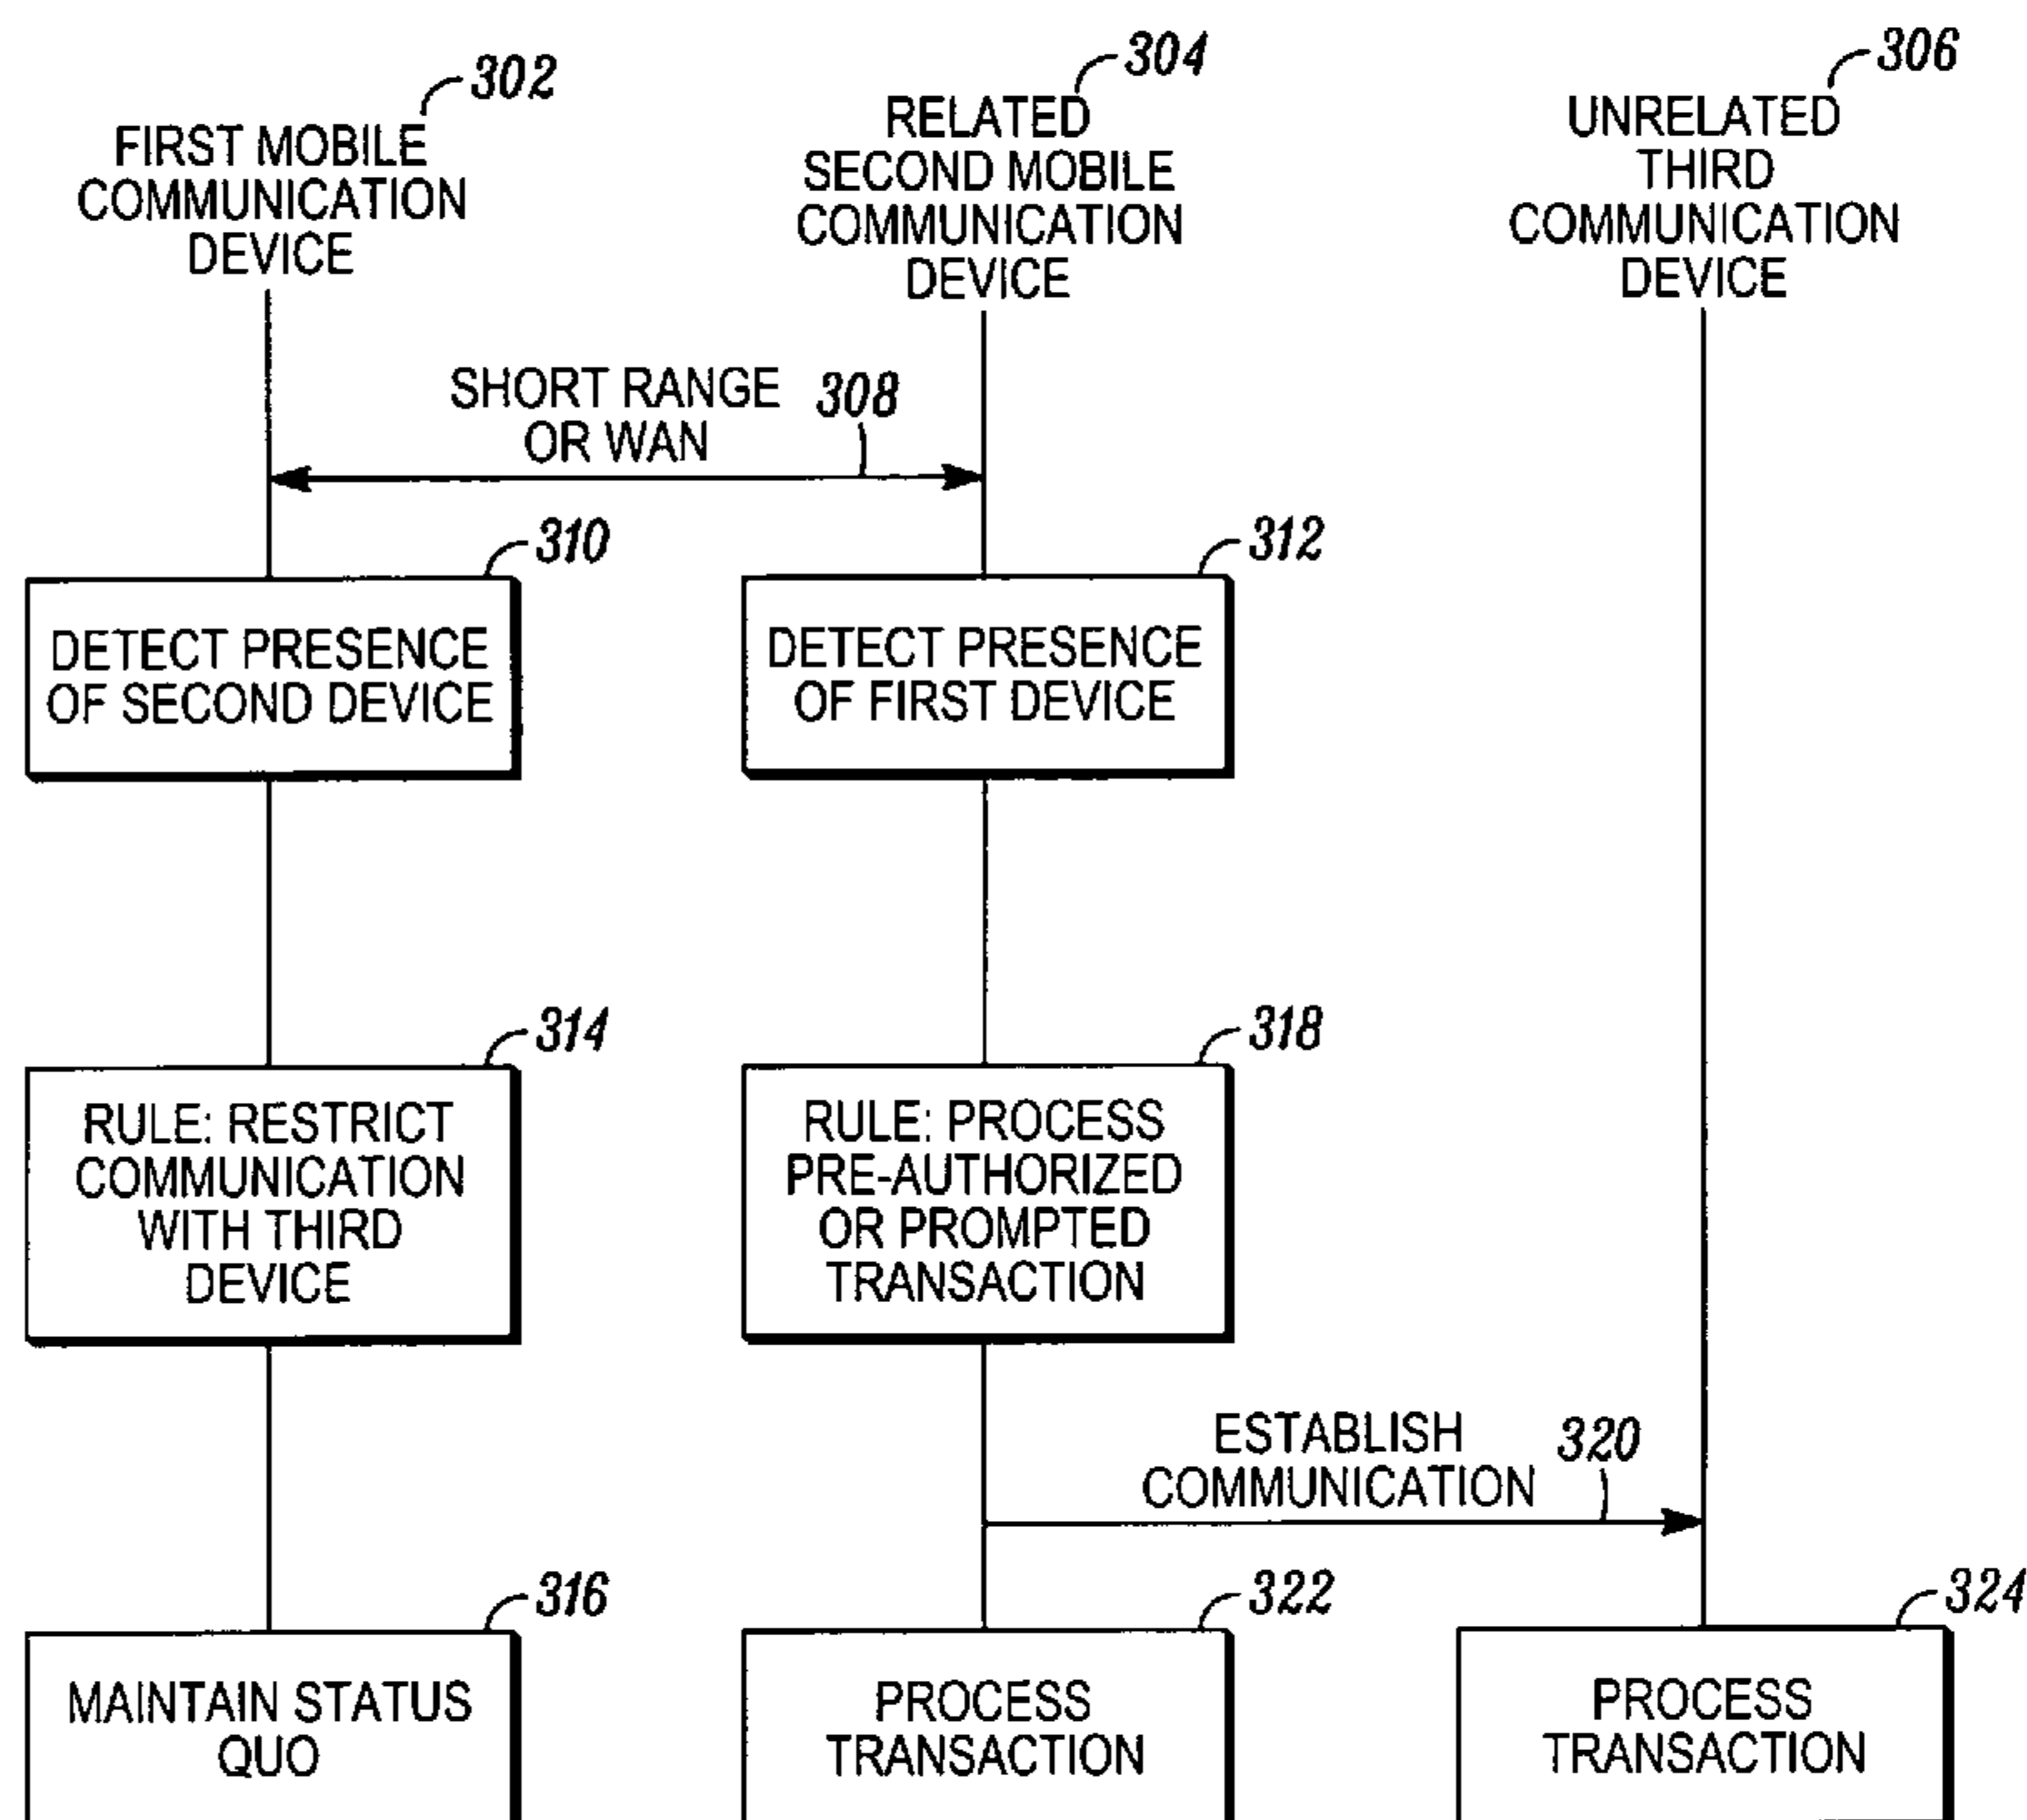 302
FIRST MOBILE
COMMUNICATION
DEVICE
304
RELATED
SECOND MOBILE
COMMUNICATION
DEVICE
306
UNRELATED
THIRD
COMMUNICATION
DEVICE
SHORT RANGE
OR WAN
308
310
DETECT PRESENCE
OF SECOND DEVICE
312
DETECT PRESENCE
OF FIRST DEVICE
314
RULE: RESTRICT
COMMUNICATION
WITH THIRD
DEVICE
318
RULE: PROCESS
PRE-AUTHORIZED
OR PROMPTED
TRANSACTION
ESTABLISH
COMMUNICATION
320
316
MAINTAIN STATUS
QUO
322
PROCESS
TRANSACTION
324
PROCESS
TRANSACTION